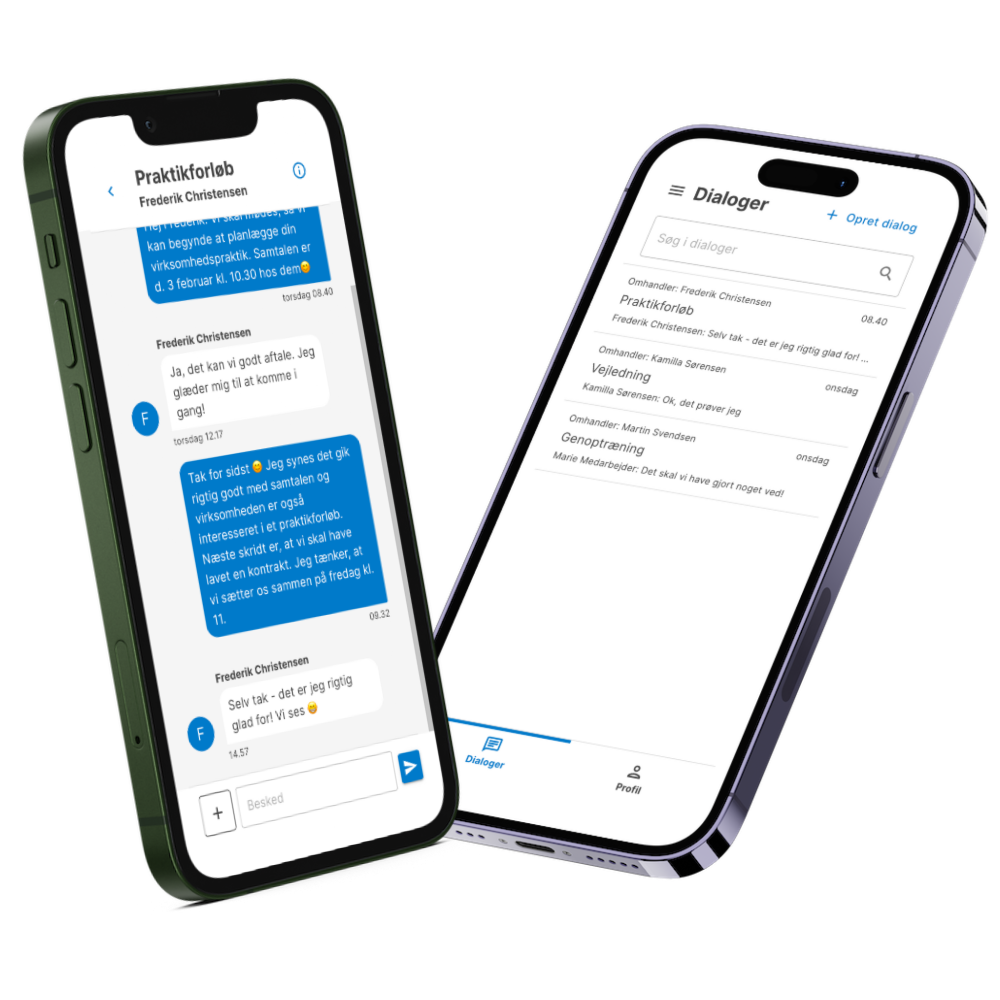 Praktikforløb
Frederik Christensen
Hej Frederik. Vi skal mødes, så vi
kan begynde at planlægge din
virksomhedspraktik. Samtalen er
d. 3 februar kl. 10.30 hos dem😊
torsdag 08.40
Frederik Christensen
Ja, det kan vi godt aftale. Jeg
glæder mig til at komme i
gang!
F
torsdag 12.17
Tak for sidst 😊 Jeg synes det gik
rigtig godt med samtalen og
virksomheden er også
interesseret i et praktikforløb.
Næste skridt er, at vi skal have
lavet en kontrakt. Jeg tænker, at
vi sætter os sammen på fredag kl.
11.
09.32
Frederik Christensen
Selv tak - det er jeg rigtig
glad for! Vi ses 😁
F
14.57
+
Besked
Dialoger
+ Opret dialog
Søg i dialoger
Omhandler: Frederik Christensen
Praktikforløb
08.40
Frederik Christensen: Selv tak - det er jeg rigtig glad for! ...
Omhandler: Kamilla Sørensen
Vejledning
onsdag
Kamilla Sørensen: Ok, det prøver jeg
Omhandler: Martin Svendsen
Genoptræning
onsdag
Marie Medarbejder: Det skal vi have gjort noget ved!
Dialoger
Profil